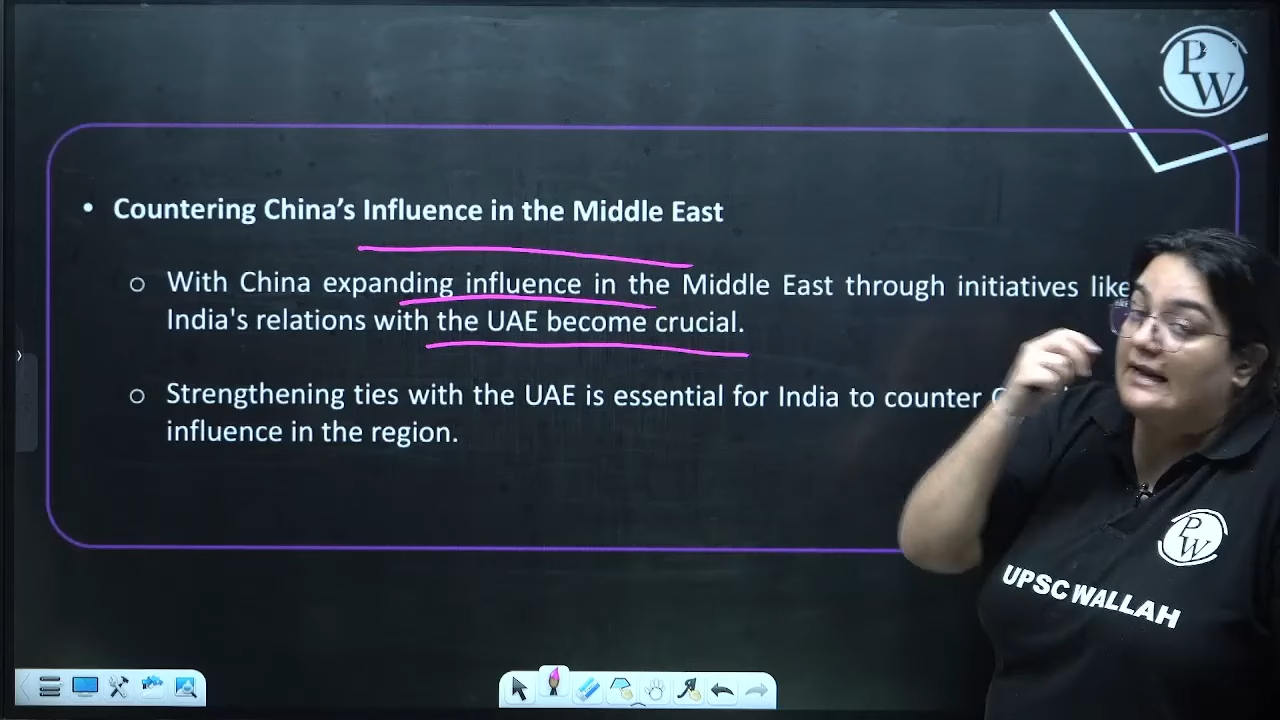 PW
• Countering China's Influence in the Middle East
o With China expanding influence in the Middle East through initiatives like
India's relations with the UAE become crucial.
o Strengthening ties with the UAE is essential for India to counter
influence in the region.
PW
UPSC WALLAH